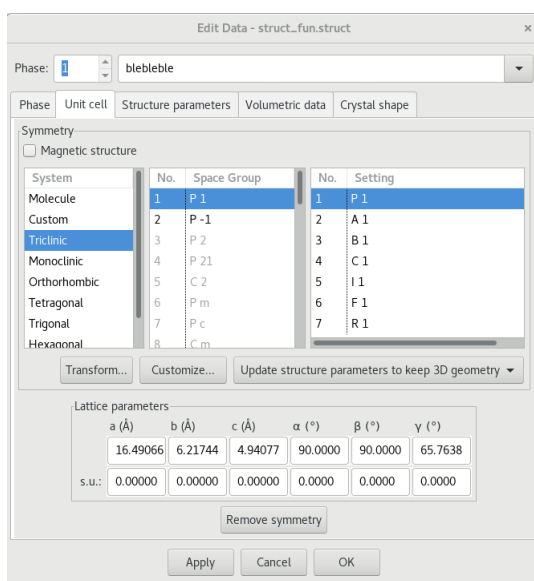 Edit Data - struct_fun.struct ×
Phase: 1 blebleble
Phase Unit cell Structure parameters Volumetric data Crystal shape
Symmetry
Magnetic structure
System No. Space Group No. Setting
Molecule 1 P 1 1 P 1
Custom 2 P -1 2 A 1
Triclinic 3 P 2 3 B 1
Monoclinic 4 P 21 4 C 1
Orthorhombic 5 C 2 5 I 1
Tetragonal 6 P m 6 F 1
Trigonal 7 P c 7 R 1
Hexagonal 8 C m
Transform... Customize... Update structure parameters to keep 3D geometry
Lattice parameters
a (Å) b (Å) c (Å) α (°) β (°) γ (°)
16.49066 6.21744 4.94077 90.0000 90.0000 65.7638
s.u.: 0.00000 0.00000 0.00000 0.0000 0.0000 0.0000
Remove symmetry
Apply Cancel OK